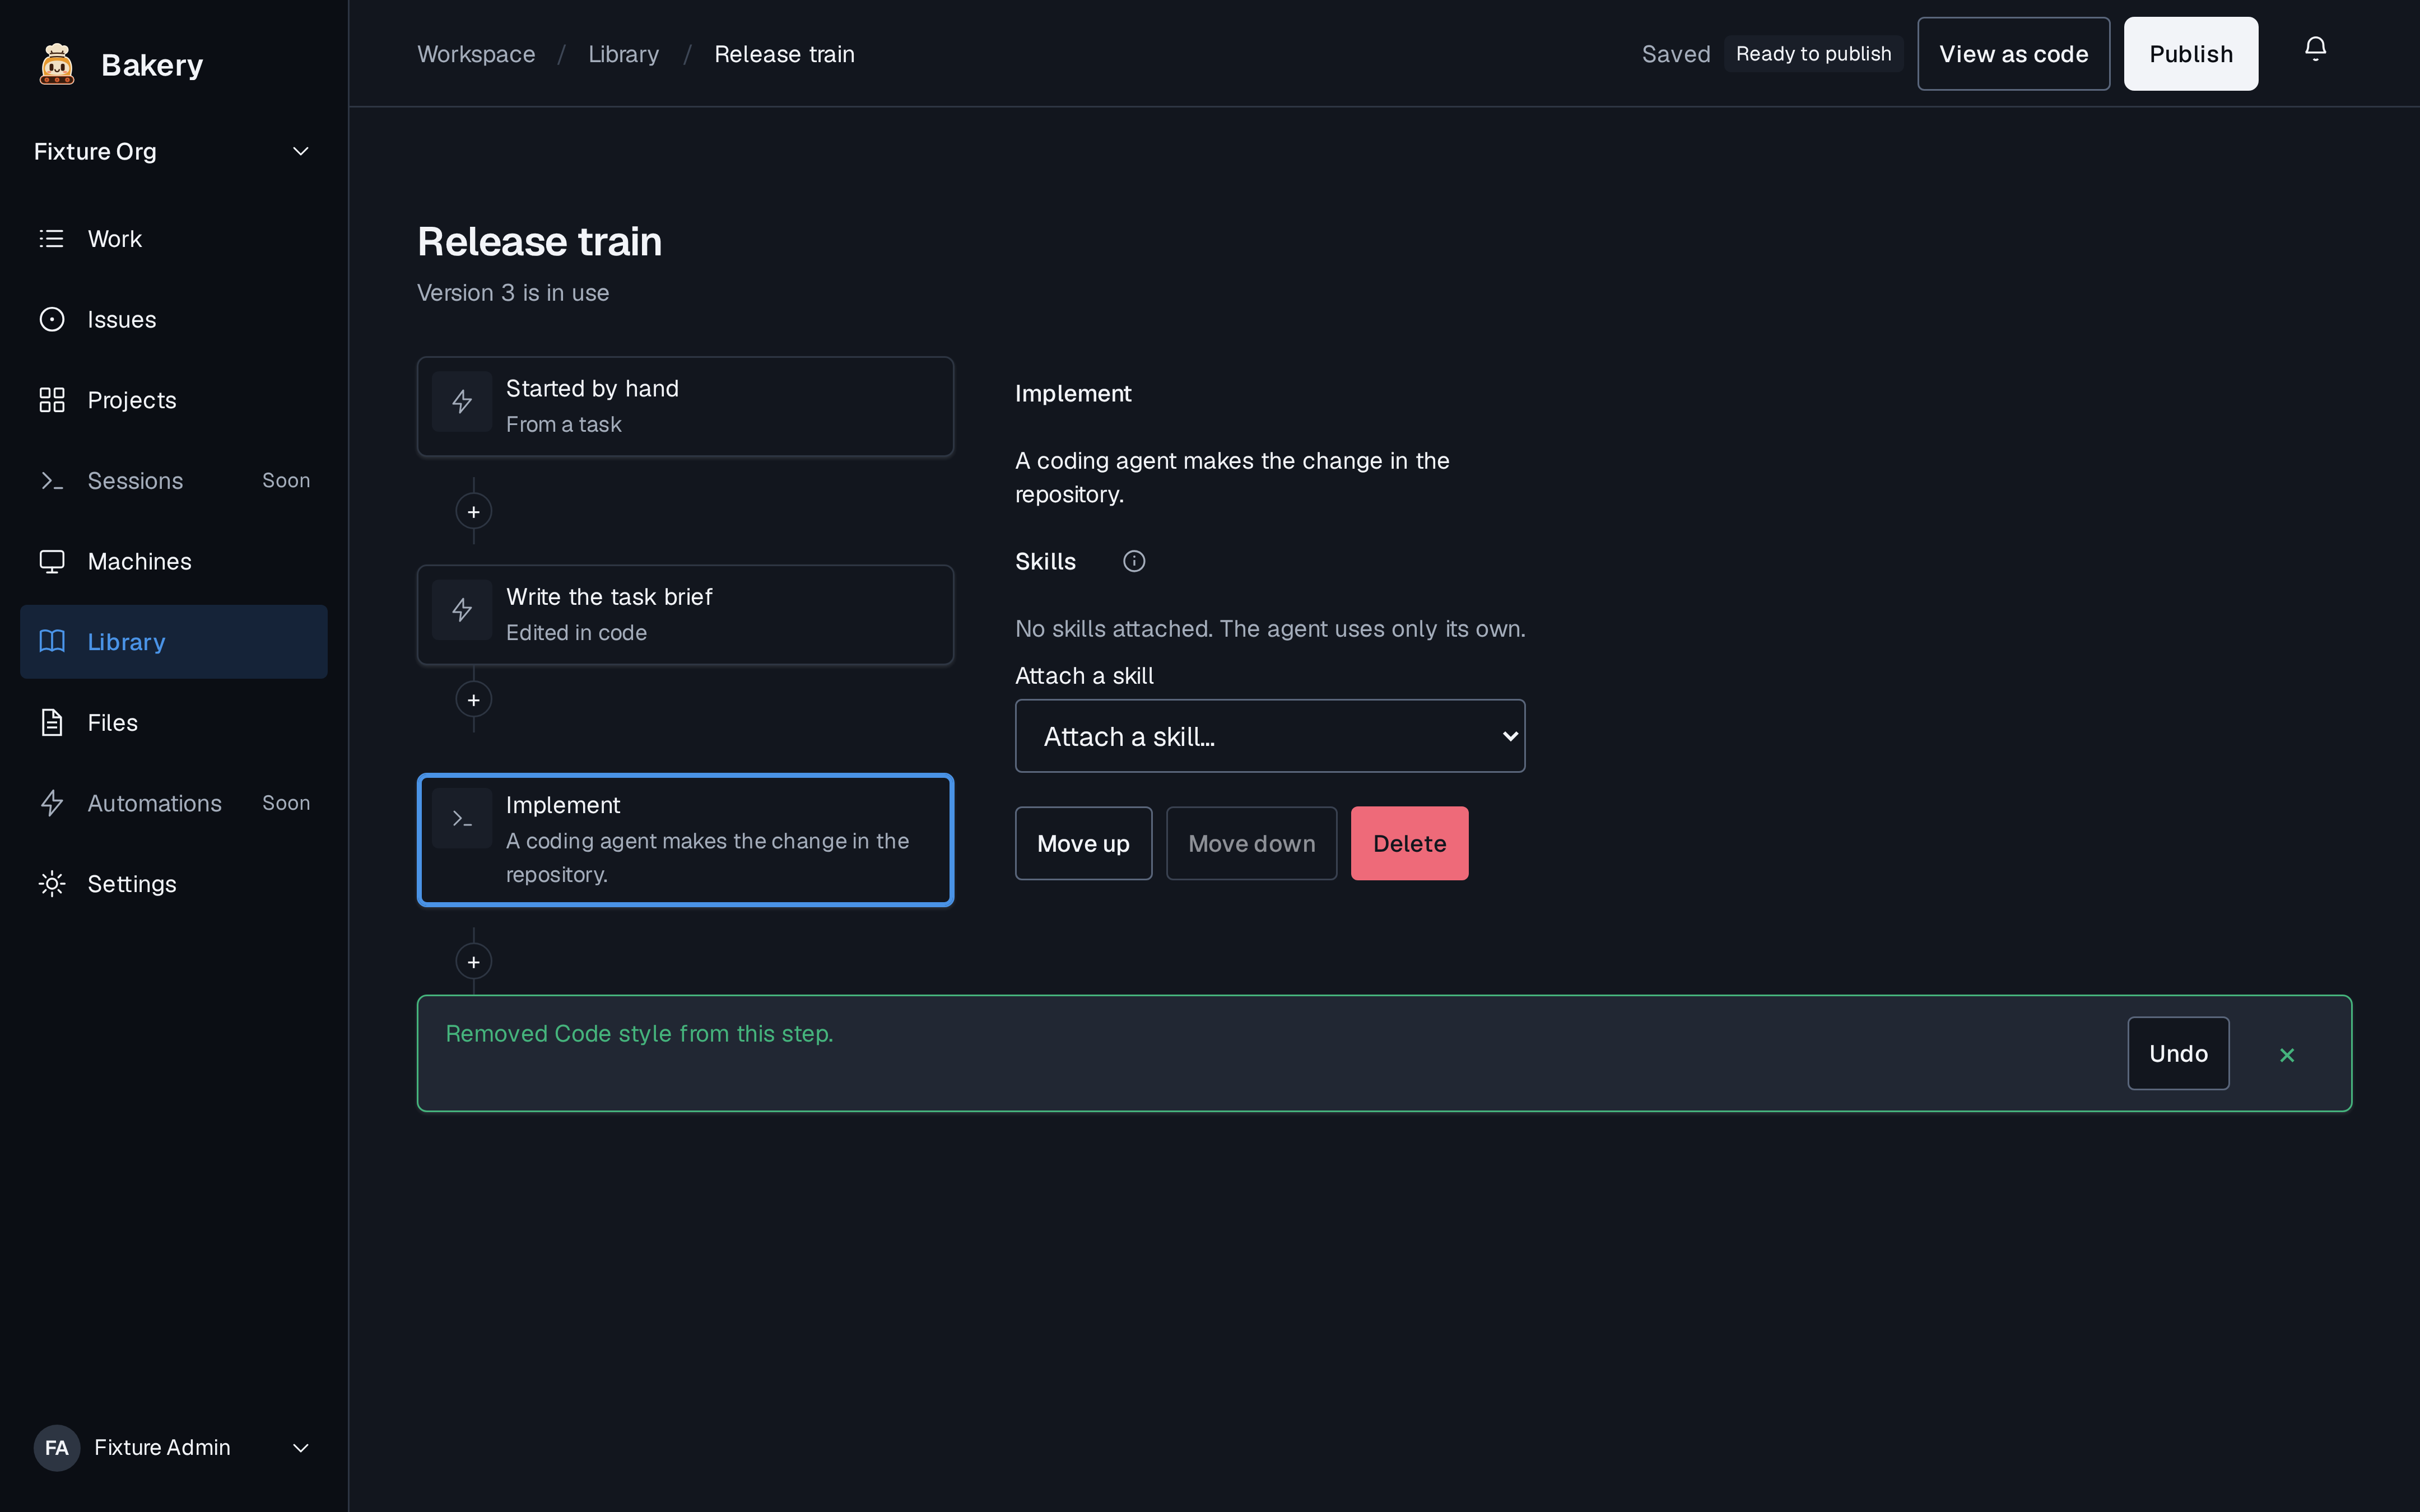 Bakery
Fixture Org
Work
Issues
Projects
Sessions Soon
Machines
Library
Files
Automations Soon
Settings
FA Fixture Admin
Workspace / Library / Release train
Saved Ready to publish View as code Publish
Release train
Version 3 is in use
Started by hand
From a task
+
Write the task brief
Edited in code
+
Implement
A coding agent makes the change in the
repository.
+
Implement
A coding agent makes the change in the
repository.
Skills
No skills attached. The agent uses only its own.
Attach a skill
Attach a skill...
Move up Move down Delete
Removed Code style from this step.
Undo ×